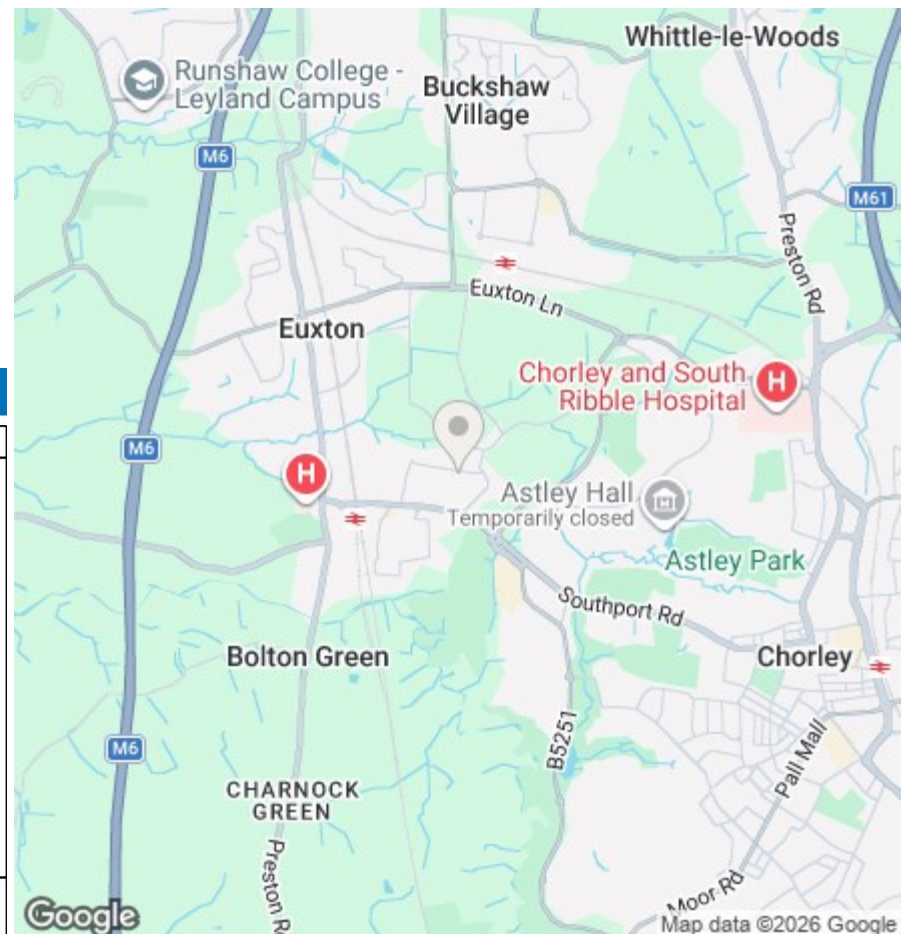 Whittle-le-Woods
Runshaw College -
Leyland Campus
Buckshaw
Village
M6
M61
Preston Rd
Euxton Ln
Euxton
Chorley and South
Ribble Hospital
H
M6
H
Astley Hall
Temporarily closed
Astley Park
Southport Rd
Bolton Green
Chorley
B5251
M6
Pall Mall
CHARNOCK
GREEN
Preston R
Moor Rd
Google
Map data ©2026 Google